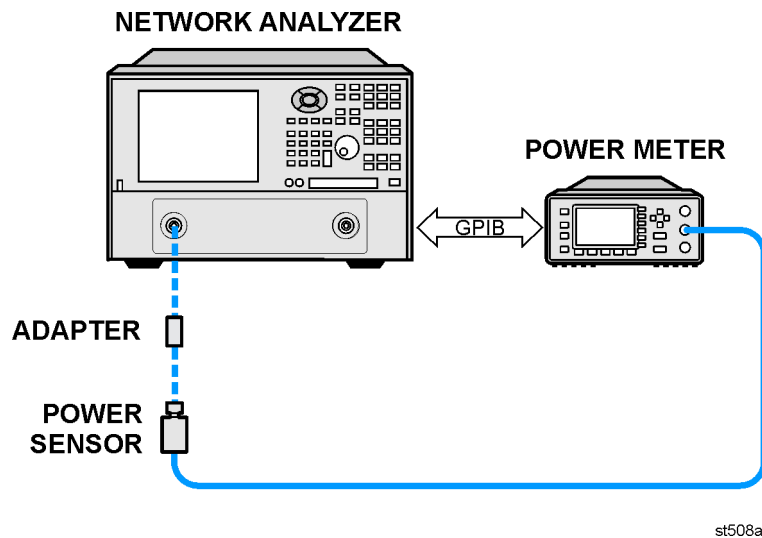 NETWORK ANALYZER
POWER METER
GPIB
ADAPTER
POWER
SENSOR
st508a